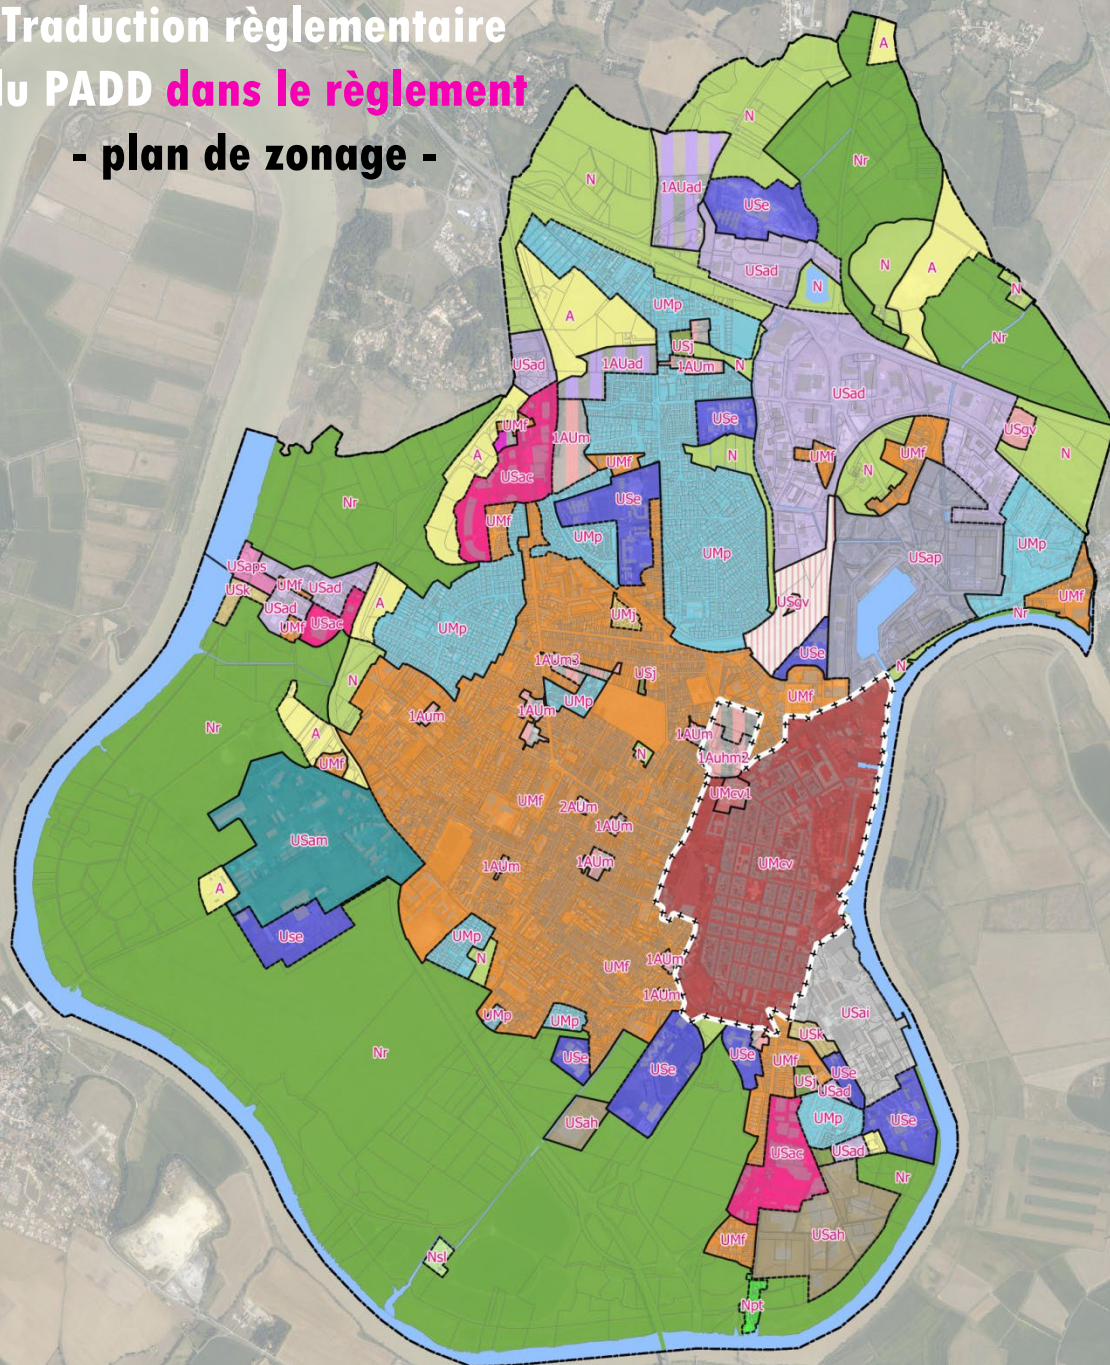 Traduction règlementaire
lu PADD dans le règlement
- plan de zonage -
A
N
Nr
N
1AUad
USe
USad
N
N
A
N
A
UMp
Nr
USj
USad
1AUad
1AUm
N
USad
USe
UMf
1AUm
USgv
A
USac
UMf
N
UMf
N
UMf
N
Nr
USe
UMf
UMp
UMp
USap
UMp
USaps
UMf
USad
USk
USad
A
USgv
UMf
UMf
USac
UMj
Nr
UMp
USe
1AUm3
USj
N
N
UMp
UMf
1Aum
1AUm
Nr
A
1AUm
N
1Auhm2
UMf
UMcv1
UMf
2AUm
1AUm
USam
UMcv
1AUm
1AUm
A
Use
UMp
N
1AUm
UMf
1AUm
UMp
UMp
USai
USk
Nr
USe
USe
USe
UMf
USe
USj
USad
USah
UMp
USe
USac
USad
Nr
USah
UMf
Nsl
Npt